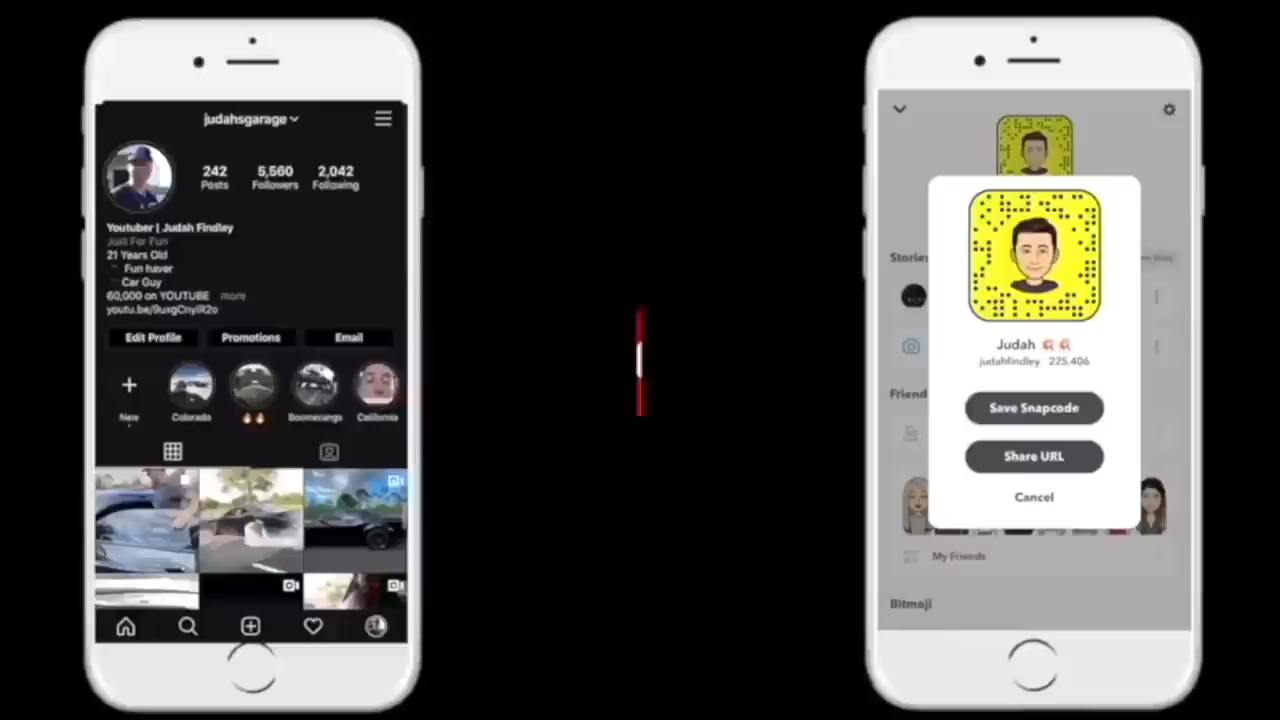 judahsgarage
242 5,560 2,042
Posts Followers Following
Youtuber | Judah Findley
Just For Fun
21 Years Old
Fun haver
Car Guy
60,000 on YOUTUBE more
Edit Profile Promotions Email
New Colorado Boomerangs California
Stories
Judah
judahfindley 225,406
Save Snapcode
Share URL
Cancel
Friend
My Friends
Bitmoji